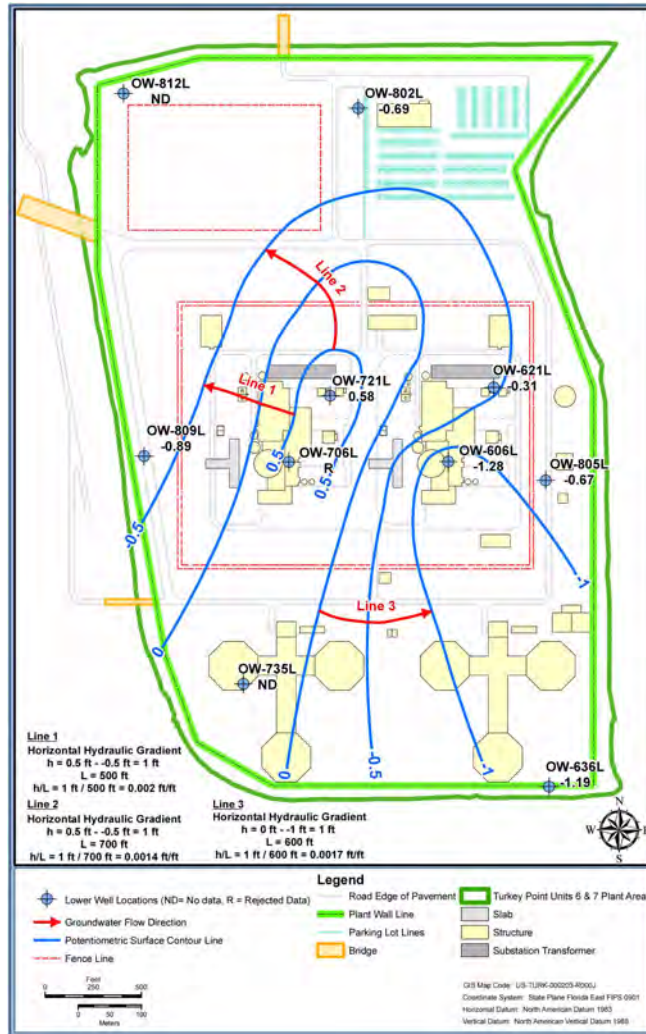 OW-812L
ND
OW-802L
-0.69
Line 2
Line 1
OW-721L
0.58
OW-621L
-0.31
OW-809L
-0.89
OW-706L
R
OW-606L
-1.28
OW-805L
-0.67
0.5
0.5
-0.5
-1
0
Line 3
OW-735L
ND
0
-0.5
-1
OW-636L
-1.19
Line 1
Horizontal Hydraulic Gradient
h = 0.5 ft - -0.5 ft = 1 ft
L = 500 ft
h/L = 1 ft / 500 ft = 0.002 ft/ft
Line 2
Horizontal Hydraulic Gradient
h = 0.5 ft - -0.5 ft = 1 ft
L = 700 ft
h/L = 1 ft / 700 ft = 0.0014 ft/ft
Line 3
Horizontal Hydraulic Gradient
h = 0 ft - -1 ft = 1 ft
L = 600 ft
h/L = 1 ft / 600 ft = 0.0017 ft/ft
N
W E
S
Legend
Lower Well Locations (ND= No data, R = Rejected Data)
Groundwater Flow Direction
Potentiometric Surface Contour Line
Fence Line
Road Edge of Pavement
Plant Wall Line
Parking Lot Lines
Bridge
Turkey Point Units 6 & 7 Plant Area
Slab
Structure
Substation Transformer
Feet
0 250 500
0 50 100
Meters
GIS Map Code: US-TURK-000205-R000J
Coordinate System: State Plane Florida East FIPS 0901
Horizontal Datum: North American Datum 1983
Vertical Datum: North American Vertical Datum 1988